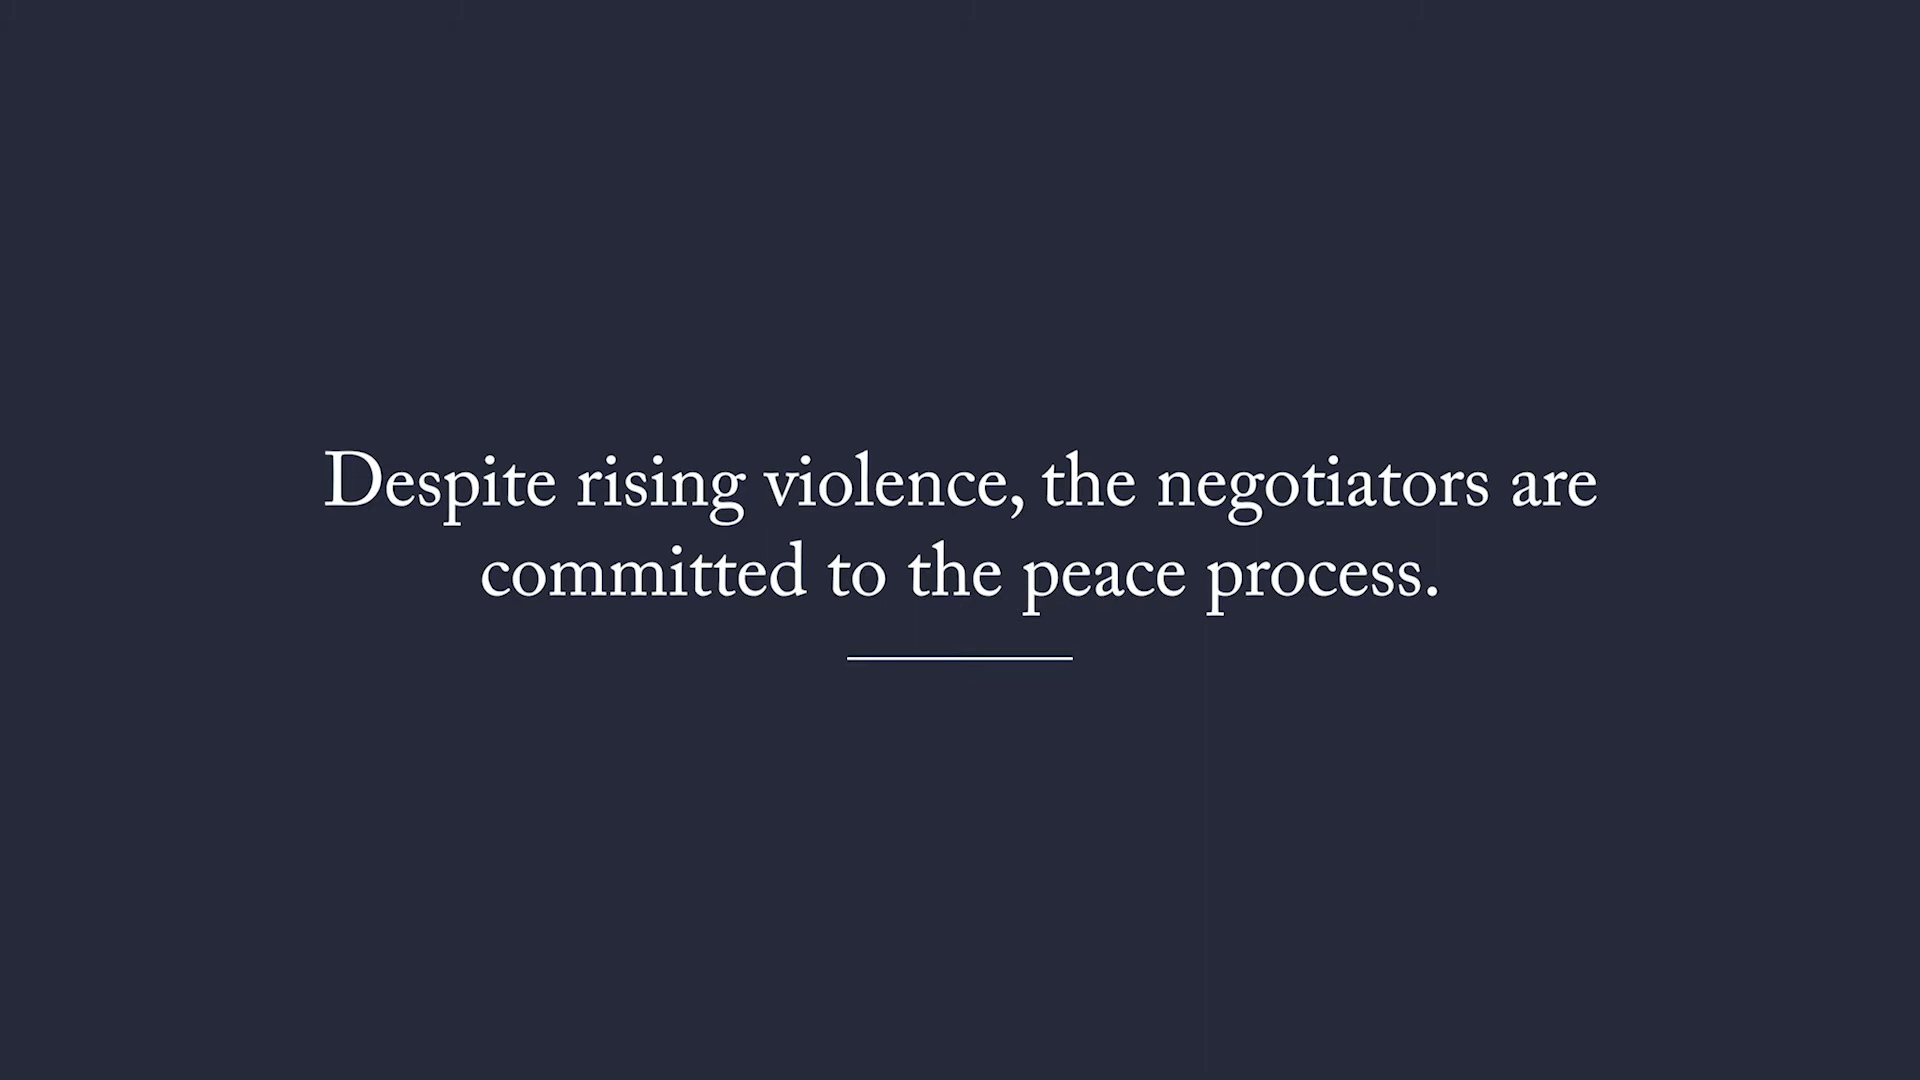 Despite rising violence, the negotiators are
committed to the peace process.